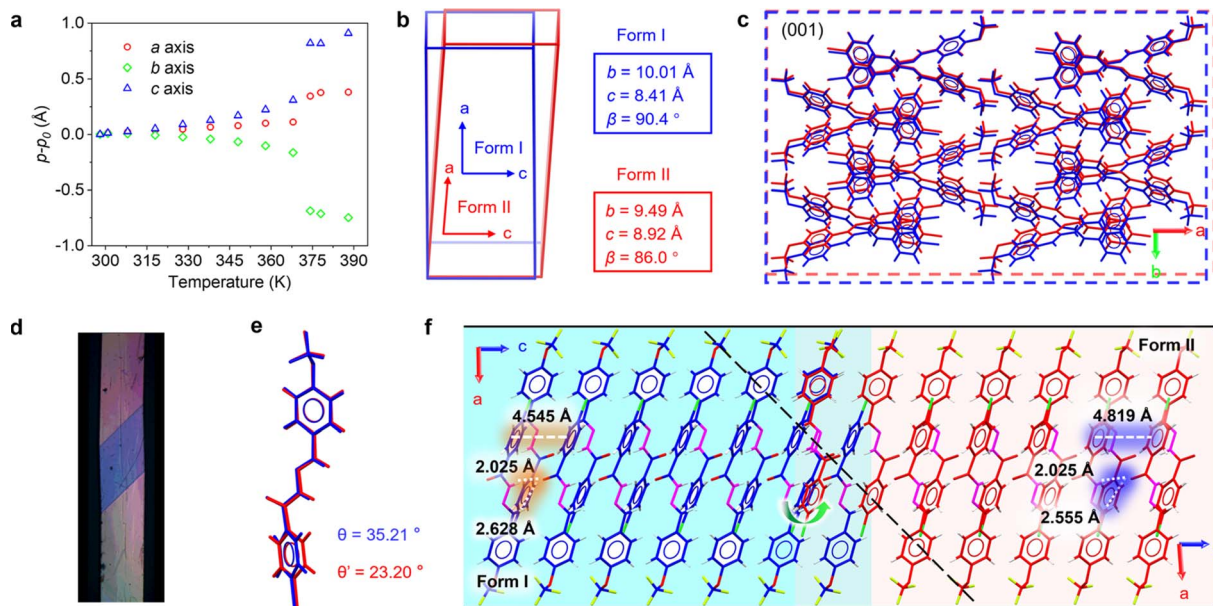 a
1.0
0.5
0.0
-0.5
-1.0
p-p0 (Å)
a axis
b axis
c axis
300
315
330
345
360
375
390
Temperature (K)
b
a
Form I
c
a
Form II
c
Form I
b = 10.01 Å
c = 8.41 Å
β = 90.4 °
Form II
b = 9.49 Å
c = 8.92 Å
β = 86.0 °
c
(001)
a
b
d
e
θ = 35.21 °
θ' = 23.20 °
f
c
a
4.545 Å
2.025 Å
2.628 Å
Form I
Form II
4.819 Å
2.025 Å
2.555 Å
c
a